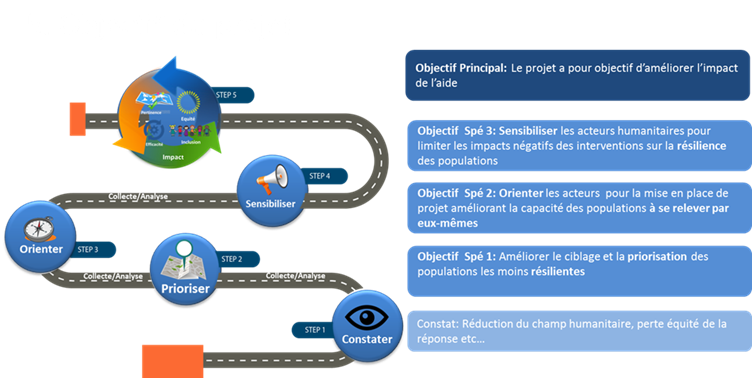 Objectif Principal: Le projet a pour objectif d'améliorer l'impact
de l'aide
STEP 5
Pertinence
Equité
Efficacité
Inclusion
Impact
Objectif Spé 3: Sensibiliser les acteurs humanitaires pour
limiter les impacts négatifs des interventions sur la résilience
des populations
STEP 4
Sensibiliser
Collecte/Analyse
Objectif Spé 2: Orienter les acteurs pour la mise en place de
projet améliorant la capacité des populations à se relever par
eux-mêmes
Orienter
STEP 3
STEP 2
Collecte/Analyse
Collecte/Analyse
Prioriser
Objectif Spé 1: Améliorer le ciblage et la priorisation des
populations les moins résilientes
STEP 1
Constater
Constat: Réduction du champ humanitaire, perte équité de la
réponse etc…